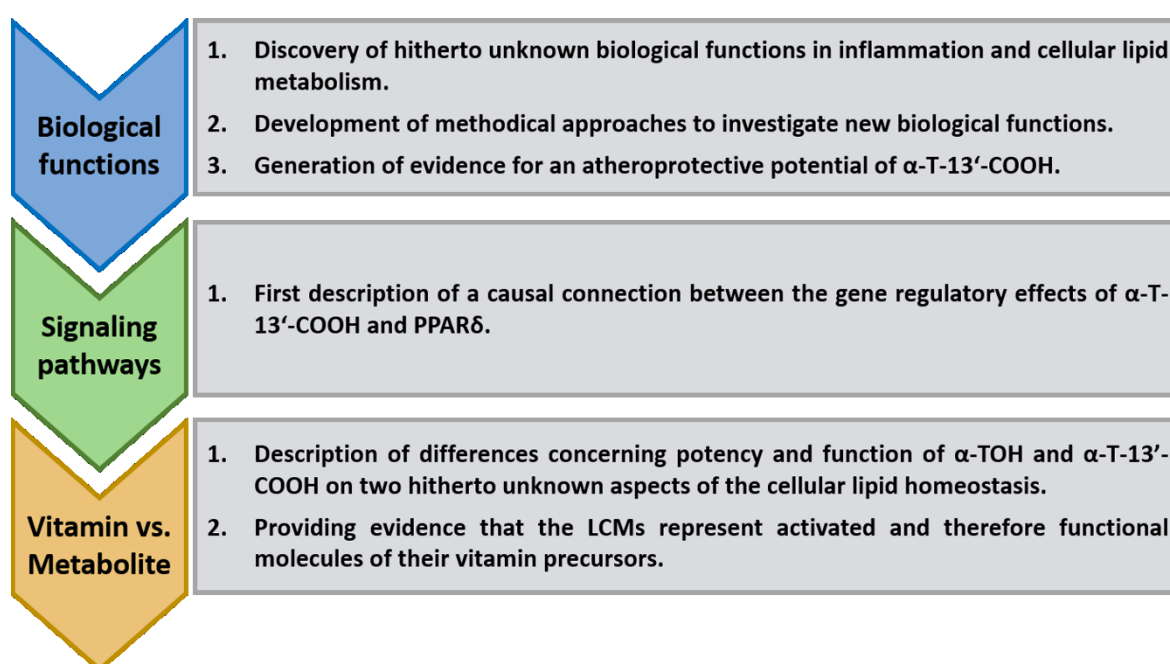 Biological
functions
1. Discovery of hitherto unknown biological functions in inflammation and cellular lipid
metabolism.
2. Development of methodical approaches to investigate new biological functions.
3. Generation of evidence for an atheroprotective potential of α-T-13‘-COOH.
Signaling
pathways
1. First description of a causal connection between the gene regulatory effects of α-T-
13‘-COOH and PPARδ.
Vitamin vs.
Metabolite
1. Description of differences concerning potency and function of α-TOH and α-T-13’-
COOH on two hitherto unknown aspects of the cellular lipid homeostasis.
2. Providing evidence that the LCMs represent activated and therefore functional
molecules of their vitamin precursors.